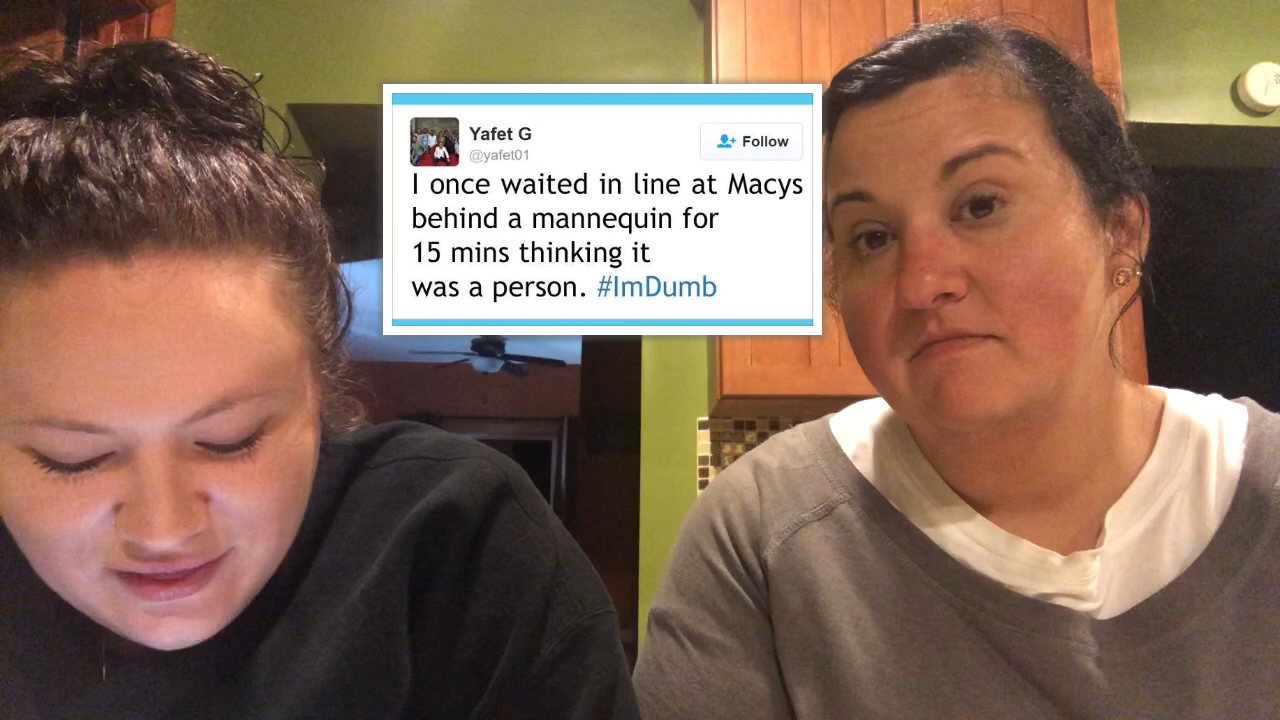 Yafet G
@yafet01
Follow
I once waited in line at Macys
behind a mannequin for
15 mins thinking it
was a person. #ImDumb